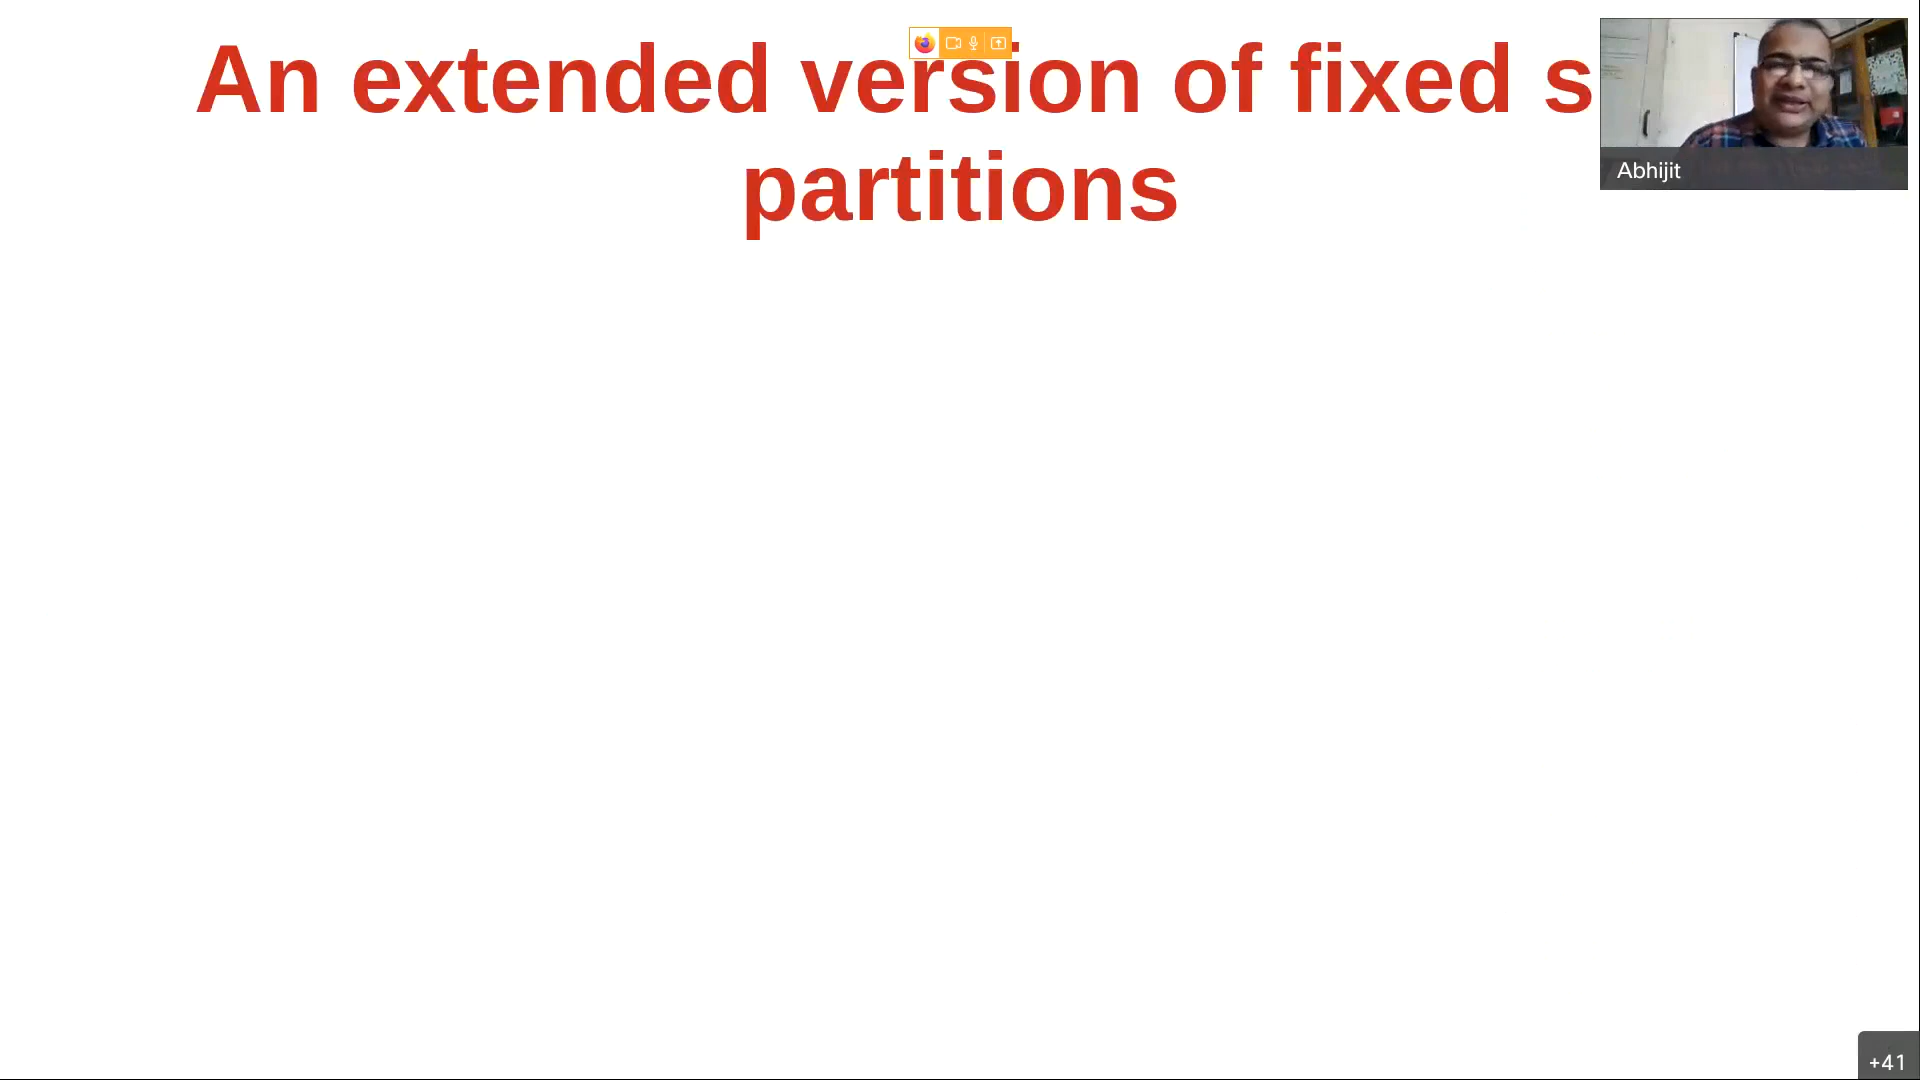 An extended version of fixed s
partitions
Abhijit
+41